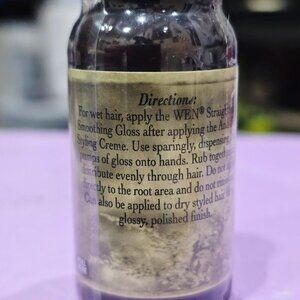 Directions:
For wet hair, apply the WEN® Straight
Smoothing Gloss after applying the
Styling Creme. Use sparingly, dispensing
pumps of gloss onto hands. Rub together
distribute evenly through hair. Do not
directly to the root area and do not
Can also be applied to dry styled hair
glossy, polished finish.